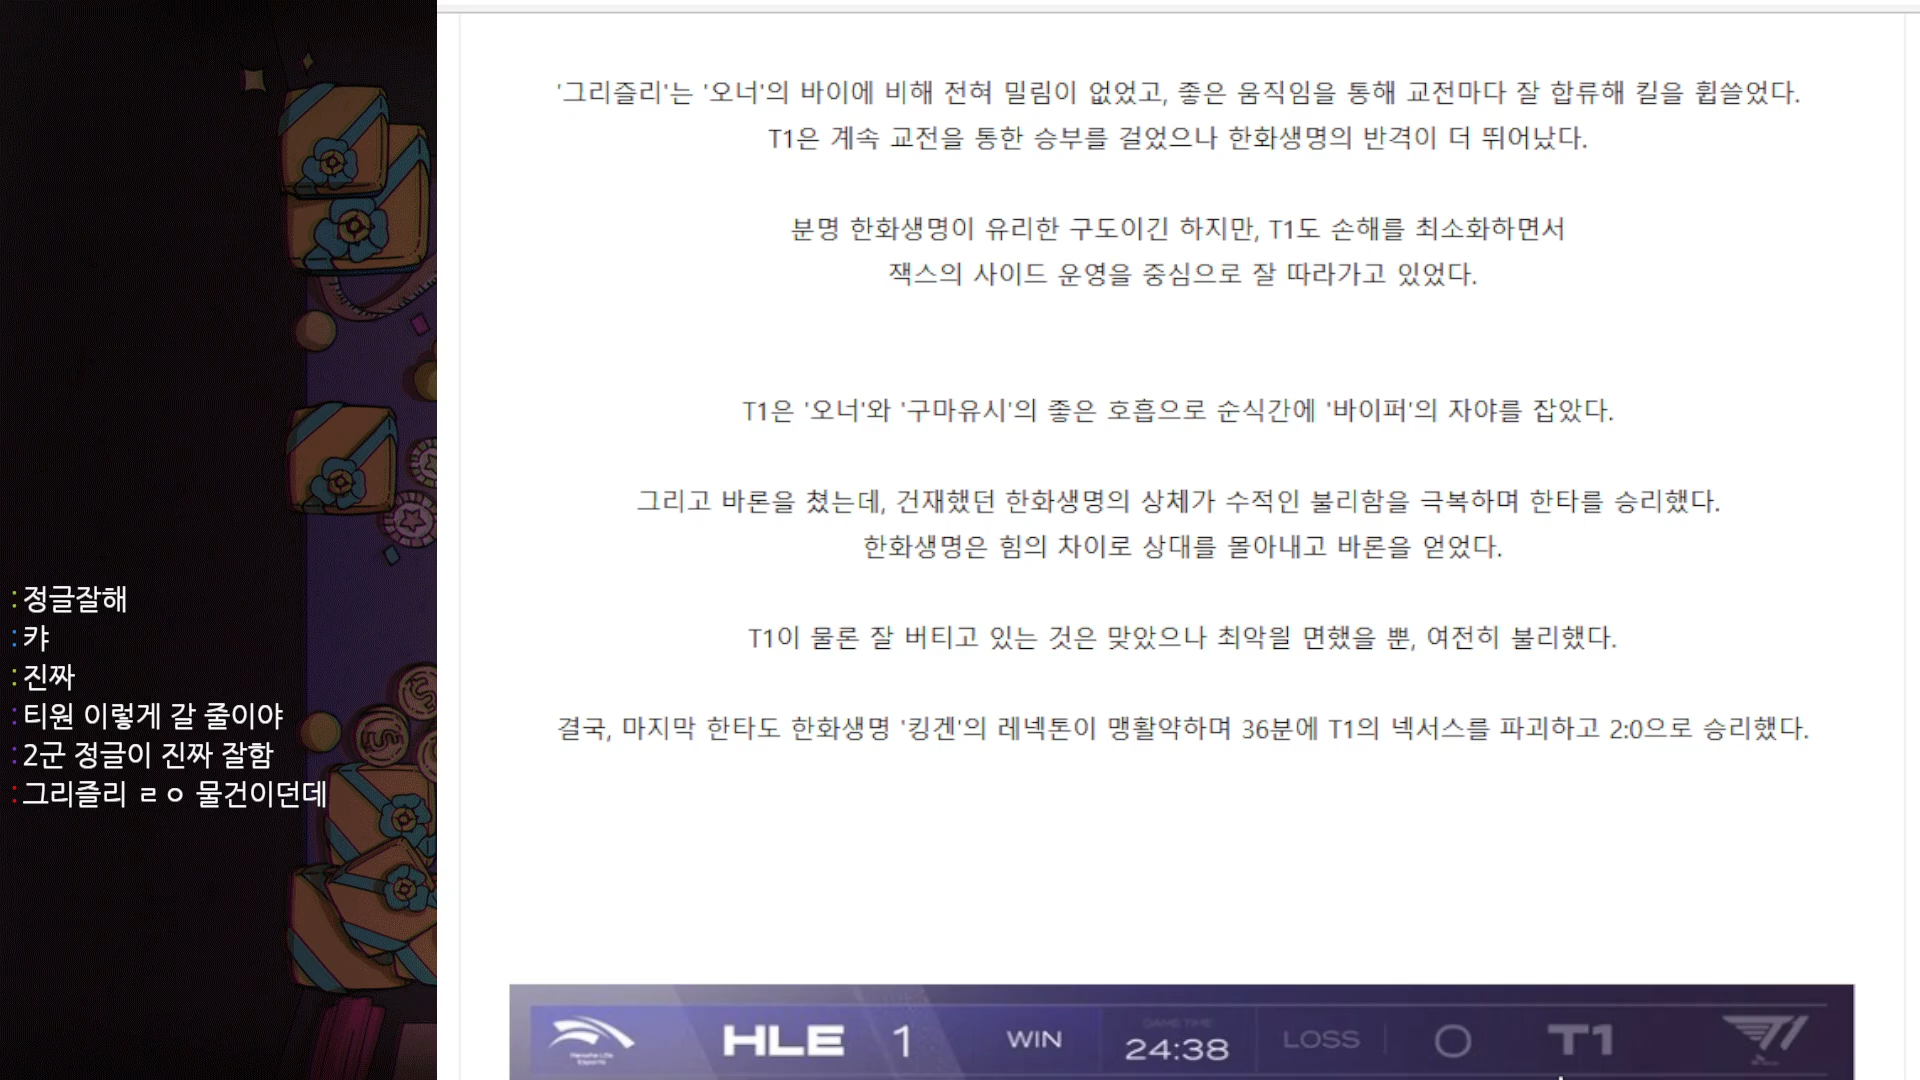 '그리즐리'는 '오너'의 바이에 비해 전혀 밀림이 없었고, 좋은 움직임을 통해 교전마다 잘 합류해 킬을 휩쓸었다.
T1은 계속 교전을 통한 승부를 걸었으나 한화생명의 반격이 더 뛰어났다.
분명 한화생명이 유리한 구도이긴 하지만, T1도 손해를 최소화하면서
잭스의 사이드 운영을 중심으로 잘 따라가고 있었다.
T1은 '오너'와 '구마유시'의 좋은 호흡으로 순식간에 '바이퍼'의 자야를 잡았다.
그리고 바론을 쳤는데, 건재했던 한화생명의 상체가 수적인 불리함을 극복하며 한타를 승리했다.
한화생명은 힘의 차이로 상대를 몰아내고 바론을 얻었다.
T1이 물론 잘 버티고 있는 것은 맞았으나 최악읠 면했을 뿐, 여전히 불리했다.
결국, 마지막 한타도 한화생명 '킹겐'의 레넥톤이 맹활약하며 36분에 T1의 넥서스를 파괴하고 2:0으로 승리했다.
: 정글잘해
: 캬
: 진짜
: 티원 이렇게 갈 줄이야
: 2군 정글이 진짜 잘함
: 그리즐리 ㄹㅇ 물건이던데
HLE 1 WIN GAME TIME 24:38 LOSS 0 T1
Hanwha Life
Esports